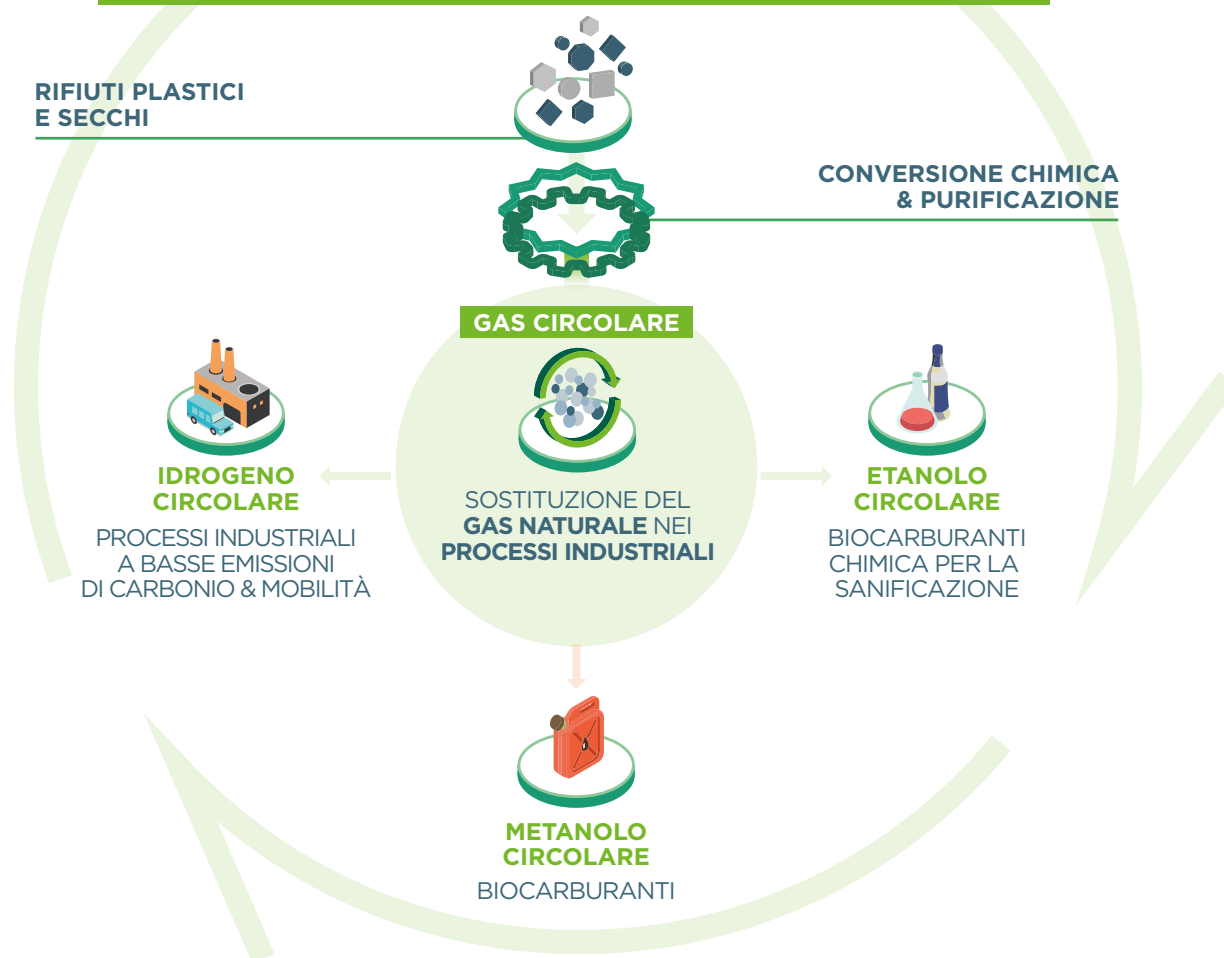 RIFIUTI PLASTICI
E SECCHI
CONVERSIONE CHIMICA
& PURIFICAZIONE
GAS CIRCOLARE
SOSTITUZIONE DEL
GAS NATURALE NEI
PROCESSI INDUSTRIALI
IDROGENO
CIRCOLARE
PROCESSI INDUSTRIALI
A BASSE EMISSIONI
DI CARBONIO & MOBILITÀ
ETANOLO
CIRCOLARE
BIOCARBURANTI
CHIMICA PER LA
SANIFICAZIONE
METANOLO
CIRCOLARE
BIOCARBURANTI